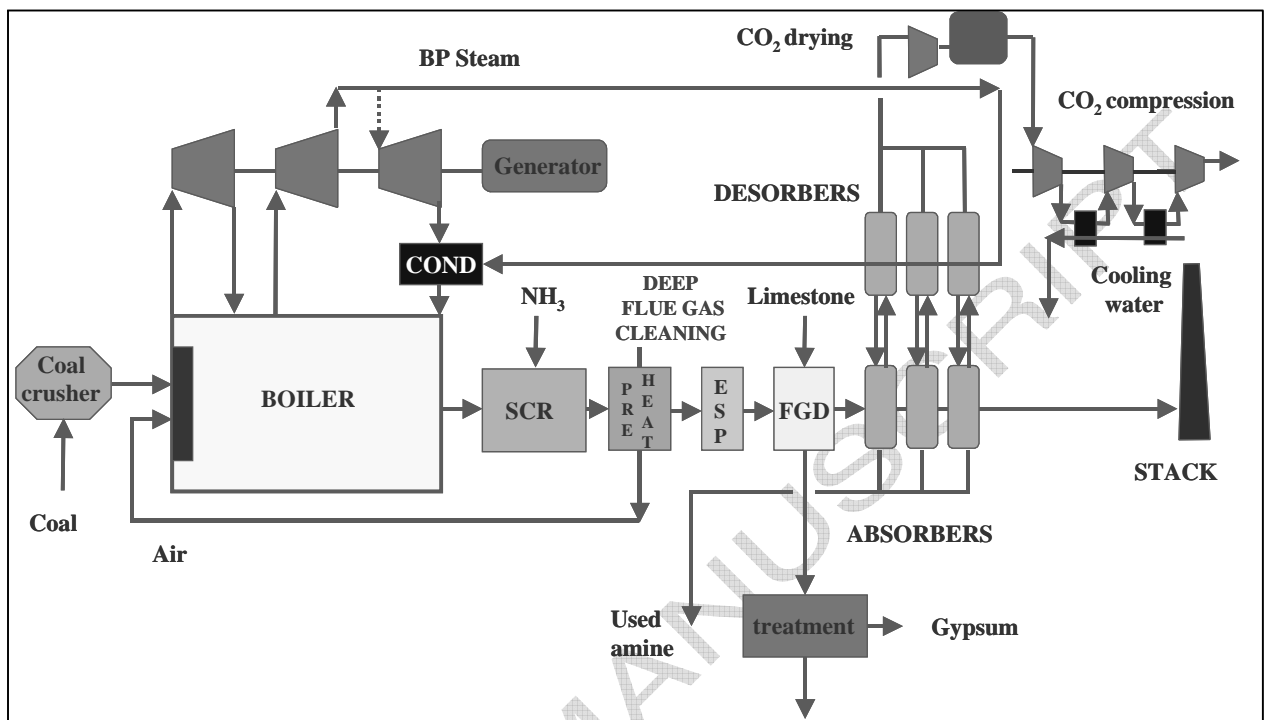 CO2 drying
BP Steam
CO2 compression
Generator
DESORBERS
COND
DEEP
FLUE GAS
CLEANING
NH3
Limestone
Cooling
water
Coal
crusher
BOILER
SCR
PRE
HEAT
ESP
FGD
STACK
Coal
Air
ABSORBERS
Used
amine
treatment
Gypsum
MANUSCRIPT